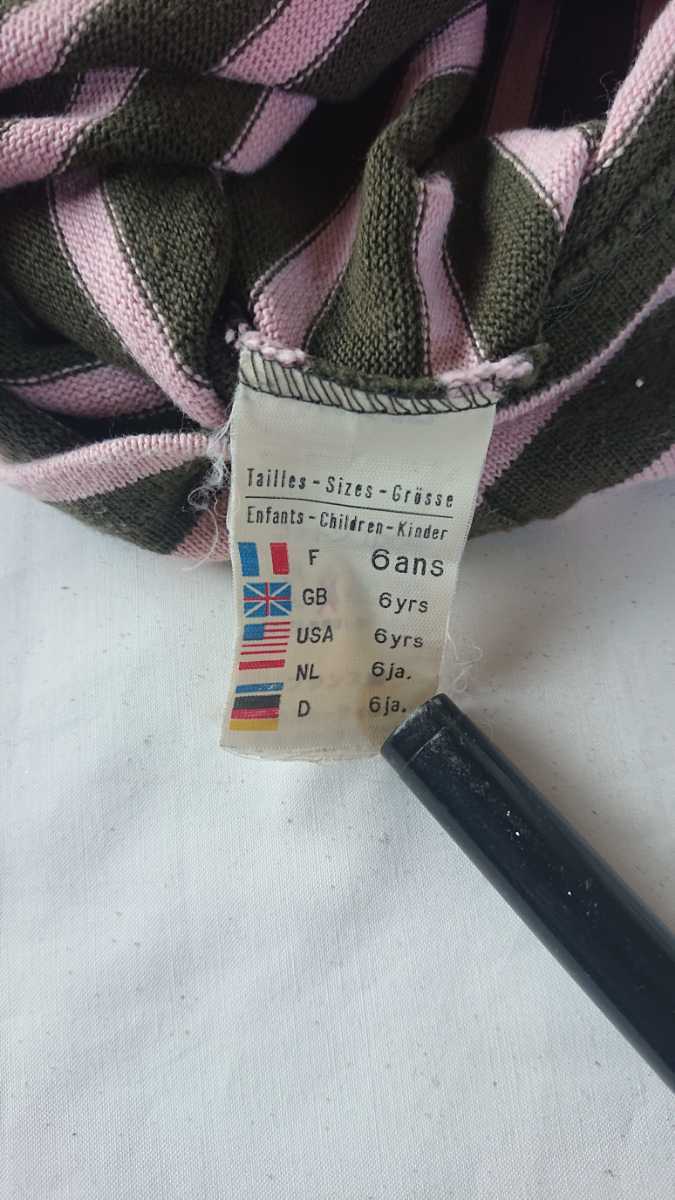 Tailles - Sizes - Grösse
Enfants - Children - Kinder
F 6ans
GB 6yrs
USA 6yrs
NL 6ja.
D 6ja.